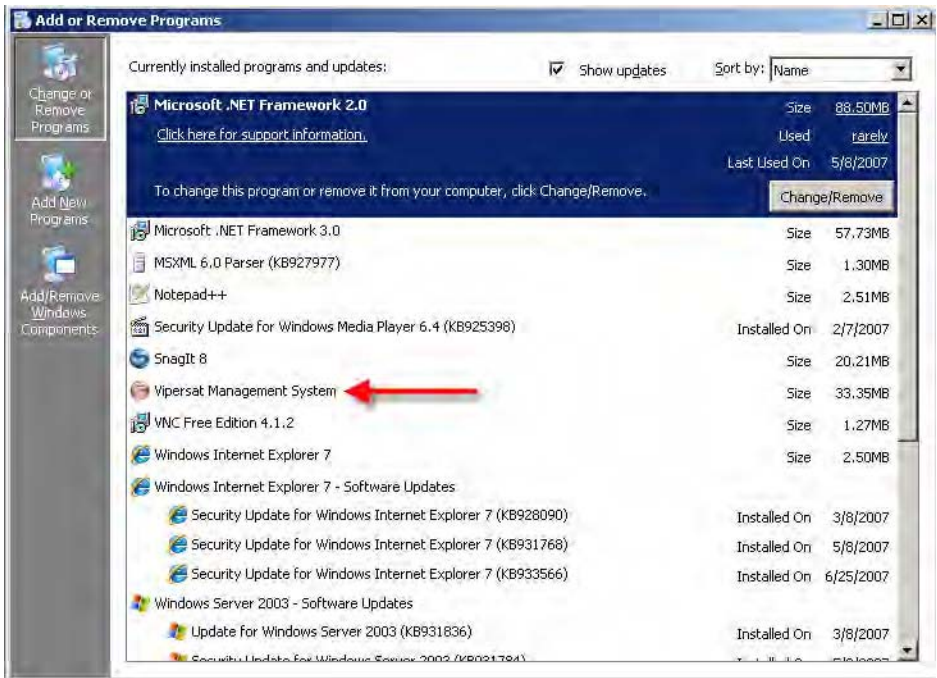 Add or Remove Programs
Currently installed programs and updates: Show updates Sort by: Name
Change or
Remove
Programs
Add New
Programs
Add/Remove
Windows
Components
Microsoft .NET Framework 2.0 Size 88.50MB
Click here for support information. Used rarely
Last Used On 5/8/2007
To change this program or remove it from your computer, click Change/Remove. Change/Remove
Microsoft .NET Framework 3.0 Size 57.73MB
MSXML 6.0 Parser (KB927977) Size 1.30MB
Notepad++ Size 2.51MB
Security Update for Windows Media Player 6.4 (KB925398) Installed On 2/7/2007
SnagIt 8 Size 20.21MB
Vipersat Management System Size 33.35MB
VNC Free Edition 4.1.2 Size 1.27MB
Windows Internet Explorer 7 Size 2.50MB
Windows Internet Explorer 7 - Software Updates
Security Update for Windows Internet Explorer 7 (KB928090) Installed On 3/8/2007
Security Update for Windows Internet Explorer 7 (KB931768) Installed On 5/8/2007
Security Update for Windows Internet Explorer 7 (KB933566) Installed On 6/25/2007
Windows Server 2003 - Software Updates
Update for Windows Server 2003 (KB931836) Installed On 3/8/2007
Security Update for Windows Server 2003 (KB931784)